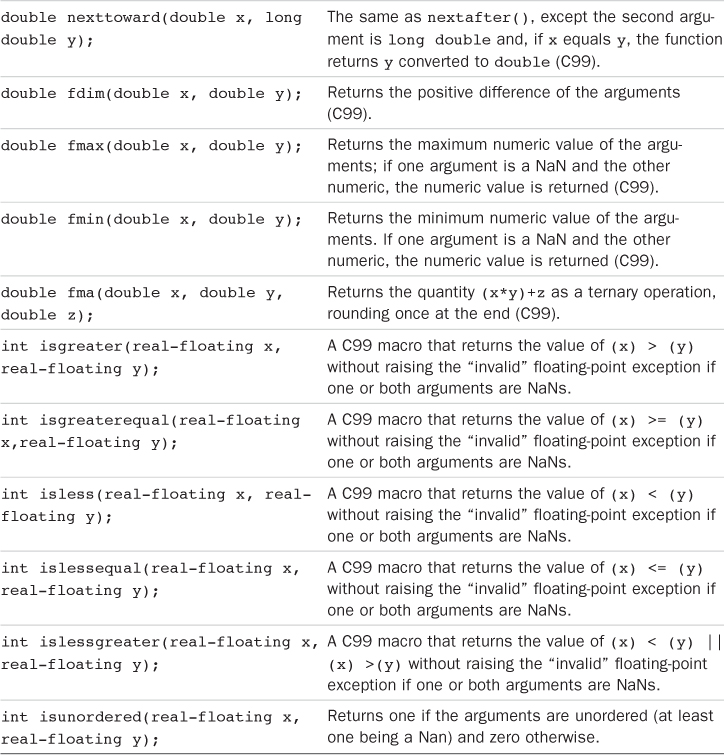 double nexttoward(double x, long
double y);
The same as nextafter(), except the second argu-
ment is long double and, if x equals y, the function
returns y converted to double (C99).
double fdim(double x, double y);
Returns the positive difference of the arguments
(C99).
double fmax(double x, double y);
Returns the maximum numeric value of the argu-
ments; if one argument is a NaN and the other
numeric, the numeric value is returned (C99).
double fmin(double x, double y);
Returns the minimum numeric value of the argu-
ments. If one argument is a NaN and the other
numeric, the numeric value is returned (C99).
double fma(double x, double y,
double z);
Returns the quantity (x*y)+z as a ternary operation,
rounding once at the end (C99).
int isgreater(real-floating x,
real-floating y);
A C99 macro that returns the value of (x) > (y)
without raising the “invalid” floating-point exception if
one or both arguments are NaNs.
int isgreaterequal(real-floating
x,real-floating y);
A C99 macro that returns the value of (x) >= (y)
without raising the “invalid” floating-point exception if
one or both arguments are NaNs.
int isless(real-floating x, real-
floating y);
A C99 macro that returns the value of (x) < (y)
without raising the “invalid” floating-point exception if
one or both arguments are NaNs.
int islessequal(real-floating x,
real-floating y);
A C99 macro that returns the value of (x) <= (y)
without raising the “invalid” floating-point exception if
one or both arguments are NaNs.
int islessgreater(real-floating x,
real-floating y);
A C99 macro that returns the value of (x) < (y) ||
(x) >(y) without raising the “invalid” floating-point
exception if one or both arguments are NaNs.
int isunordered(real-floating x,
real-floating y);
Returns one if the arguments are unordered (at least
one being a Nan) and zero otherwise.